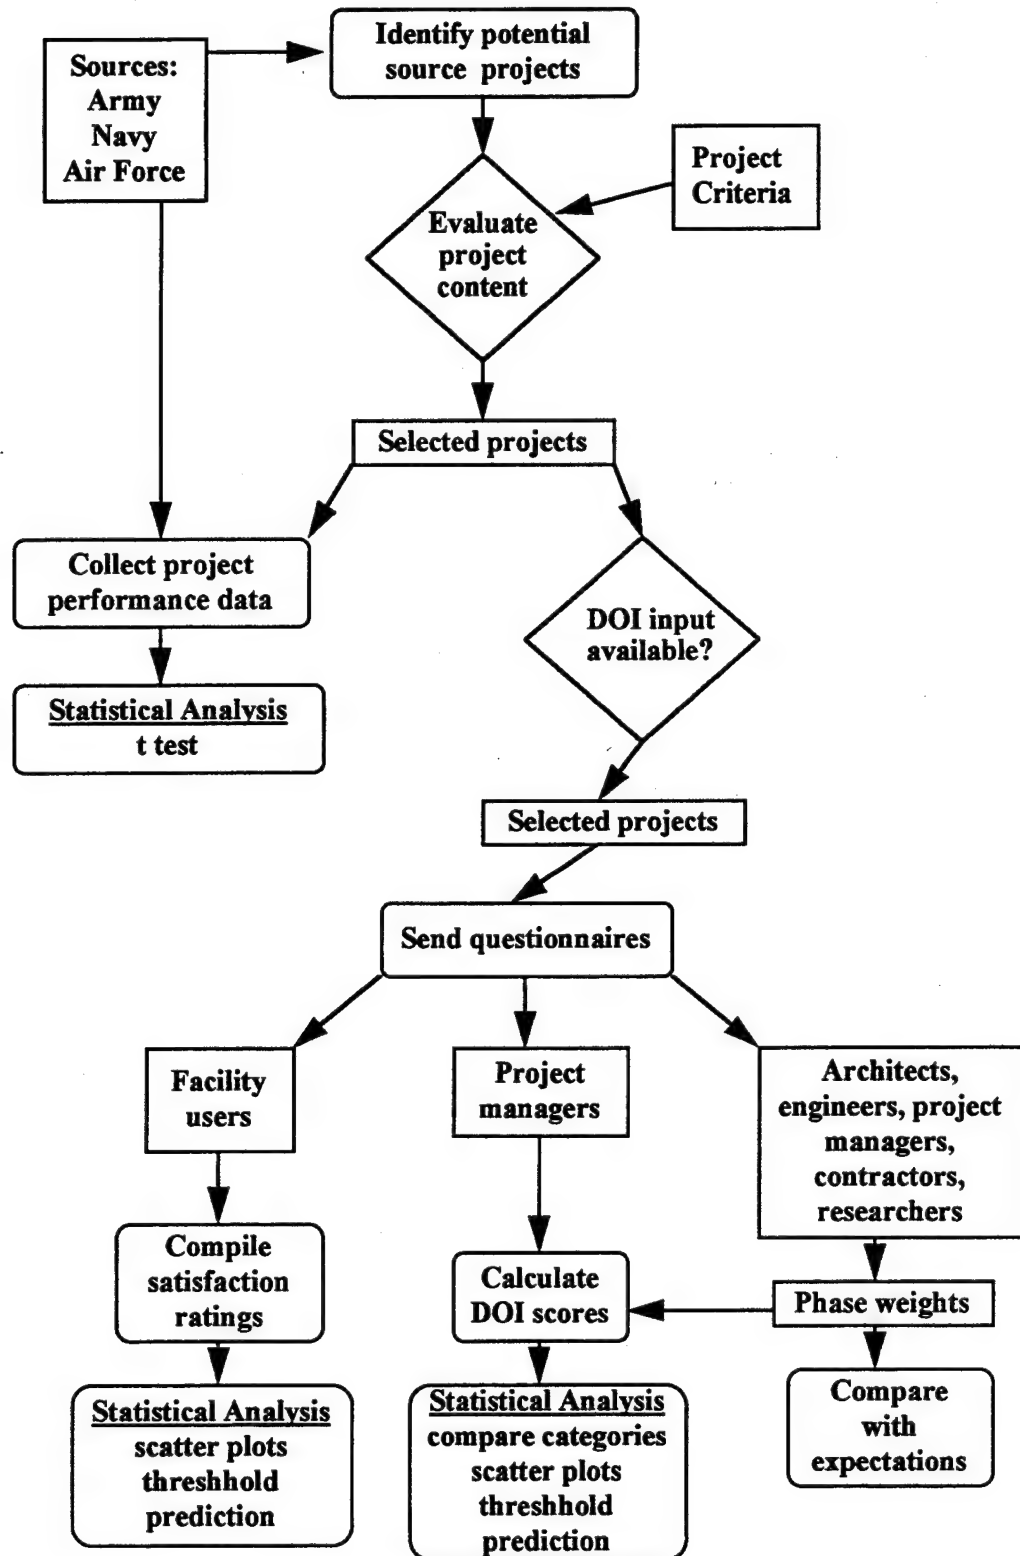 Identify potential
source projects
Sources:
Army
Navy
Air Force
Project
Criteria
Evaluate
project
content
Selected projects
Collect project
performance data
DOI input
available?
Statistical Analysis
t test
Selected projects
Send questionnaires
Facility
users
Project
managers
Architects,
engineers, project
managers,
contractors,
researchers
Compile
satisfaction
ratings
Calculate
DOI scores
Phase weights
Statistical Analysis
scatter plots
threshhold
prediction
Statistical Analysis
compare categories
scatter plots
threshhold
prediction
Compare
with
expectations